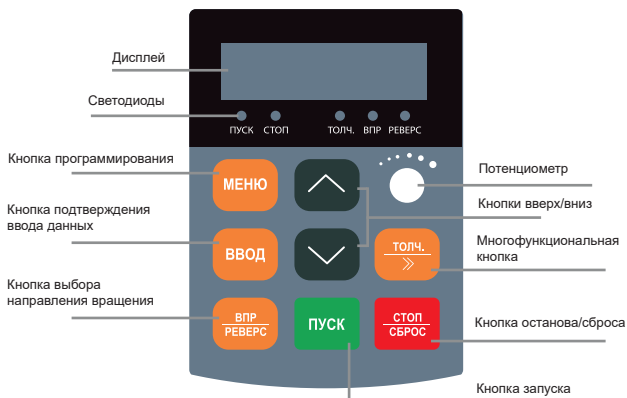 Дисплей
Светодиоды
ПУСК СТОП ТОЛЧ. ВПР РЕВЕРС
Кнопка программирования
МЕНЮ
Потенциометр
Кнопки вверх/вниз
Кнопка подтверждения
ввода данных
ВВОД
ТОЛЧ.
Многофункциональная
кнопка
Кнопка выбора
направления вращения
ВПР
РЕВЕРС
ПУСК
СТОП
СБРОС
Кнопка останова/сброса
Кнопка запуска